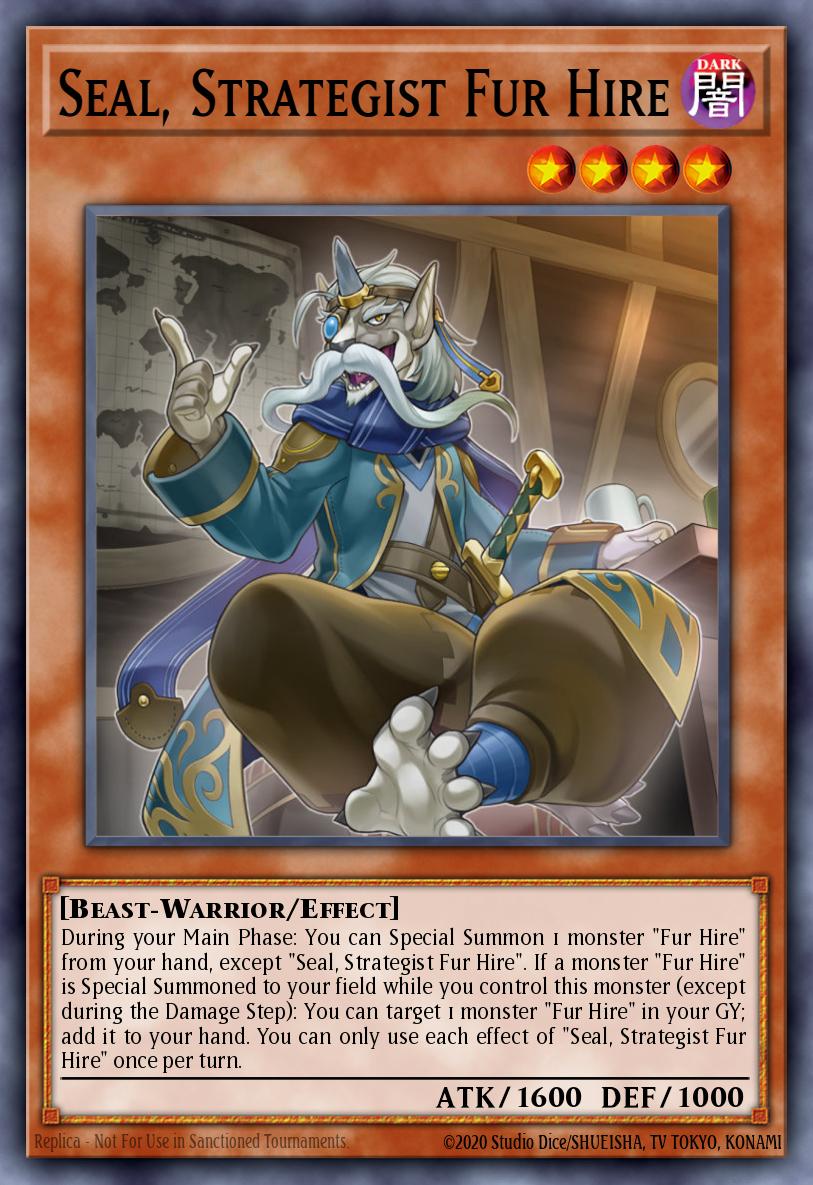 Seal, Strategist Fur Hire
DARK
闇
[Beast-Warrior/Effect]
During your Main Phase: You can Special Summon 1 monster "Fur Hire"
from your hand, except "Seal, Strategist Fur Hire". If a monster "Fur Hire"
is Special Summoned to your field while you control this monster (except
during the Damage Step): You can target 1 monster "Fur Hire" in your GY;
add it to your hand. You can only use each effect of "Seal, Strategist Fur
Hire" once per turn.
ATK/1600 DEF/1000
Replica - Not For Use in Sanctioned Tournaments.
©2020 Studio Dice/SHUEISHA, TV TOKYO, KONAMI